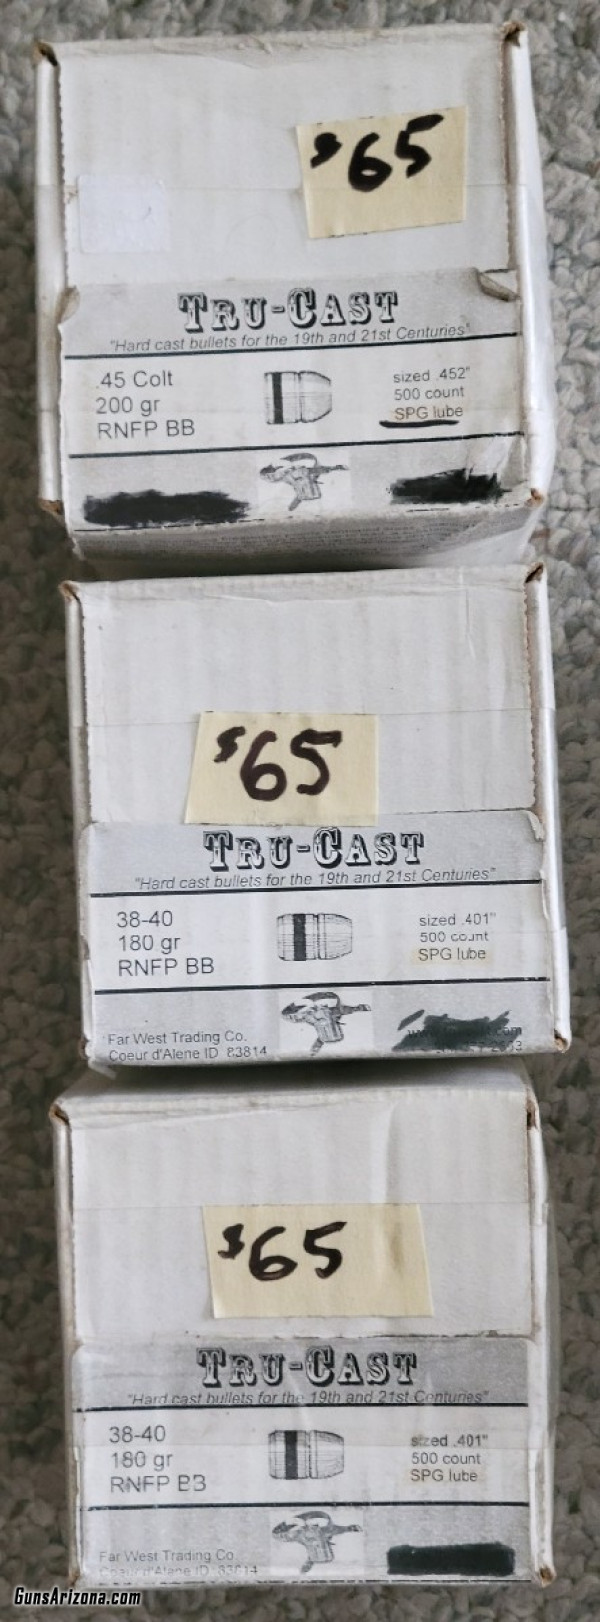 $65
TRU-CAST
"Hard cast bullets for the 19th and 21st Centuries"
.45 Colt
200 gr
RNFP BB
sized .452"
500 count
SPG lube
$65
TRU-CAST
"Hard cast bullets for the 19th and 21st Centuries"
38-40
180 gr
RNFP BB
sized .401"
500 count
SPG lube
Far West Trading Co.
Coeur d'Alene ID 83814
$65
TRU-CAST
"Hard cast bullets for the 19th and 21st Centuries"
38-40
180 gr
RNFP BB
sized .401"
500 count
SPG lube
Far West Trading Co.
Coeur d'Alene ID 83814
GunsArizona.com